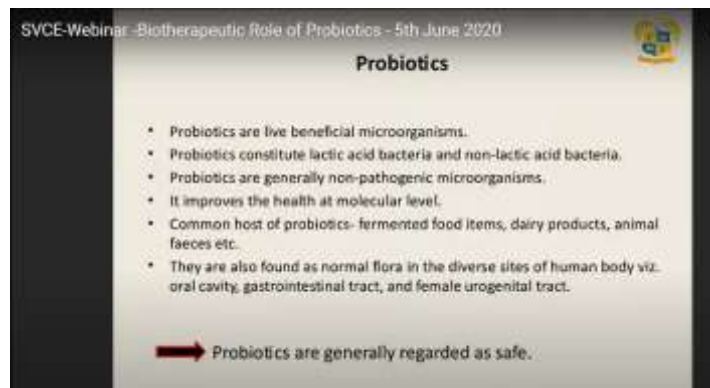 SVCE-Webinar -Biotherapeutic Role of Probiotics - 5th June 2020
Probiotics
• Probiotics are live beneficial microorganisms.
• Probiotics constitute lactic acid bacteria and non-lactic acid bacteria.
• Probiotics are generally non-pathogenic microorganisms.
• It improves the health at molecular level.
• Common host of probiotics- fermented food items, dairy products, animal
faeces etc.
• They are also found as normal flora in the diverse sites of human body viz.
oral cavity, gastrointestinal tract, and female urogenital tract.
Probiotics are generally regarded as safe.